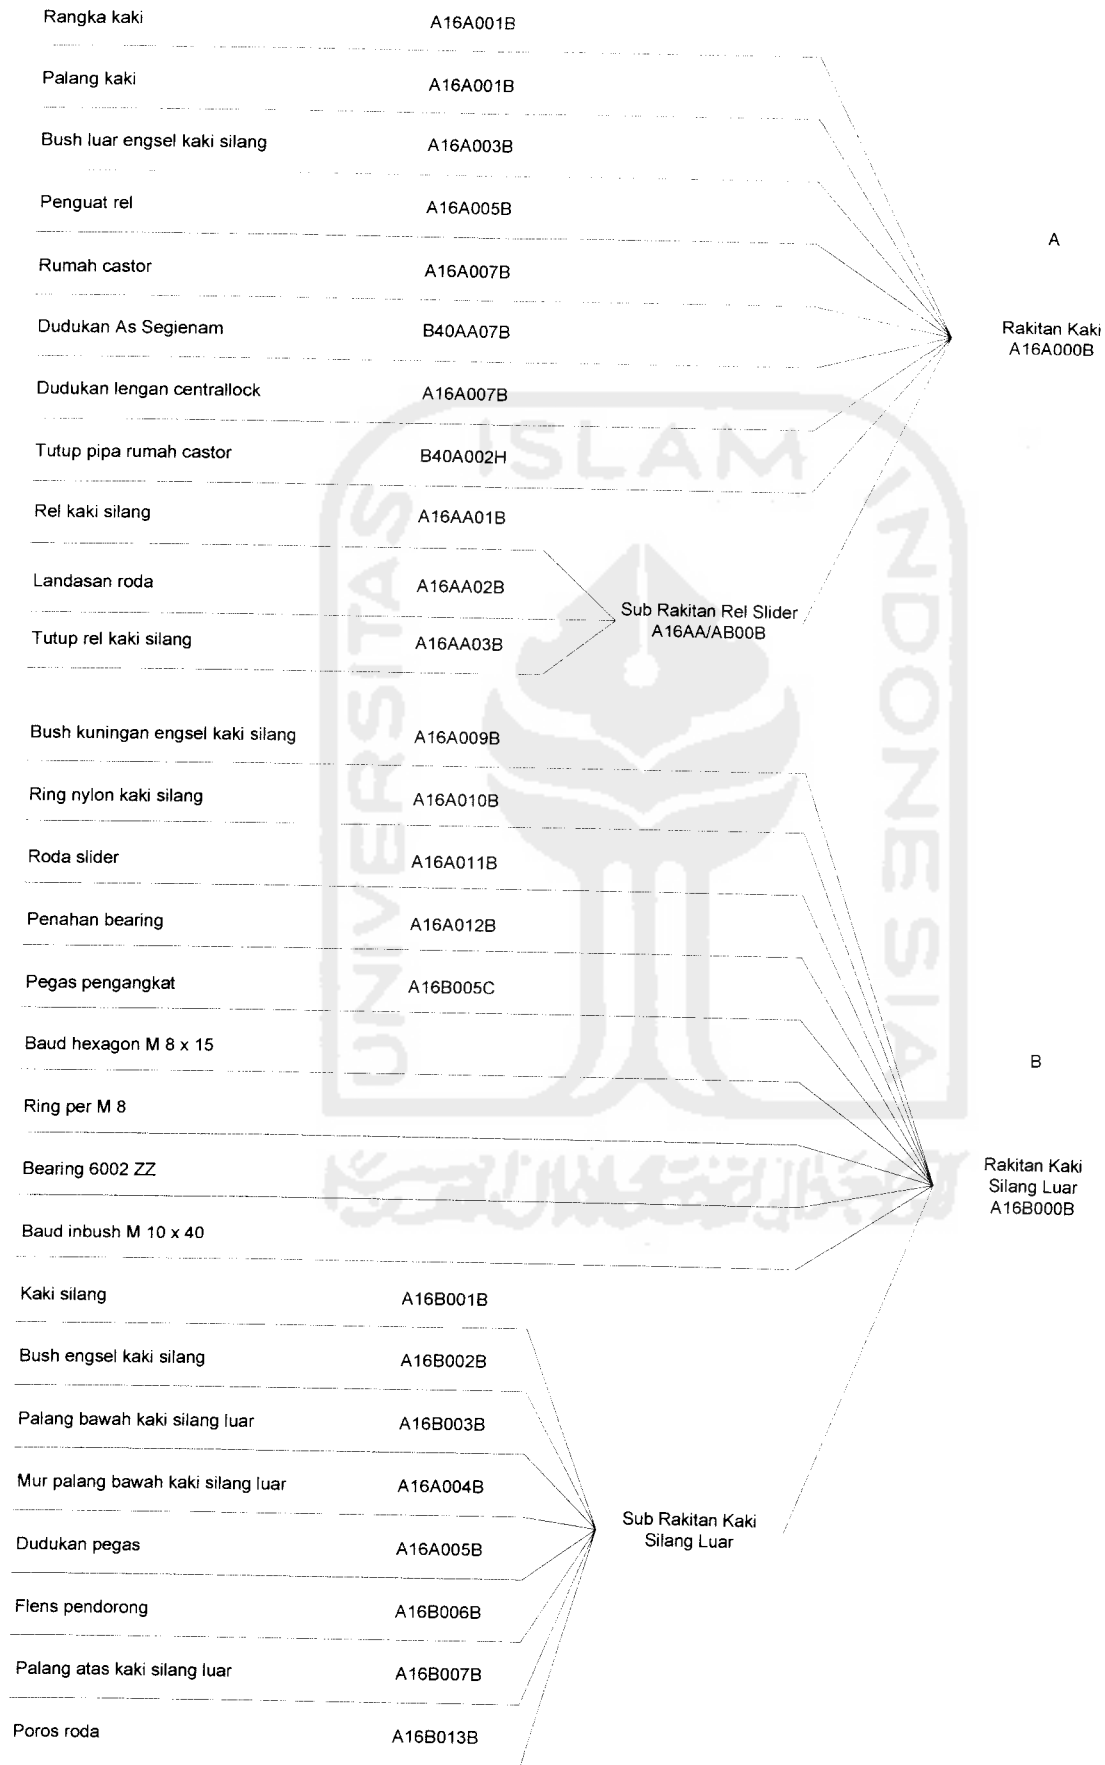 Rangka kaki A16A001B
Palang kaki A16A001B
Bush luar engsel kaki silang A16A003B
Penguat rel A16A005B
A
Rumah castor A16A007B
Dudukan As Segienam B40AA07B
Rakitan Kaki
A16A000B
Dudukan lengan centrallock A16A007B
Tutup pipa rumah castor B40A002H
Rel kaki silang A16AA01B
Landasan roda A16AA02B
Sub Rakitan Rel Slider
A16AA/AB00B
Tutup rel kaki silang A16AA03B
Bush kuningan engsel kaki silang A16A009B
Ring nylon kaki silang A16A010B
Roda slider A16A011B
Penahan bearing A16A012B
Pegas pengangkat A16B005C
Baud hexagon M 8 x 15
B
Ring per M 8
Bearing 6002 ZZ
Rakitan Kaki
Silang Luar
A16B000B
Baud inbush M 10 x 40
Kaki silang A16B001B
Bush engsel kaki silang A16B002B
Palang bawah kaki silang luar A16B003B
Mur palang bawah kaki silang luar A16A004B
Sub Rakitan Kaki
Silang Luar
Dudukan pegas A16A005B
Flens pendorong A16B006B
Palang atas kaki silang luar A16B007B
Poros roda A16B013B
UNIVERSITAS
ISLAM
INDONESIA